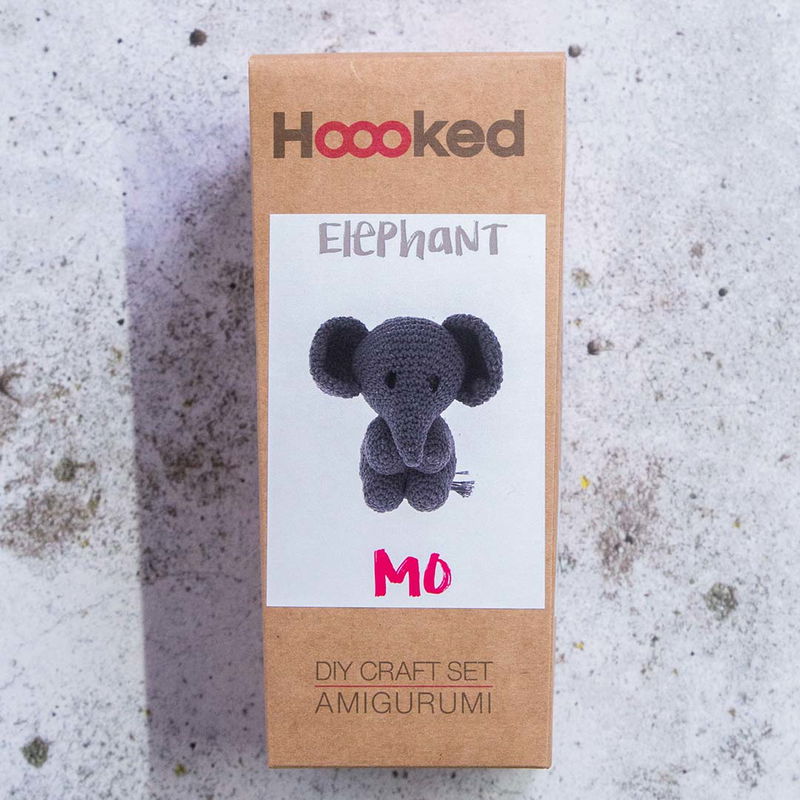 Hoooked
ELePhANT
MO
DIY CRAFT SET
AMIGURUMI